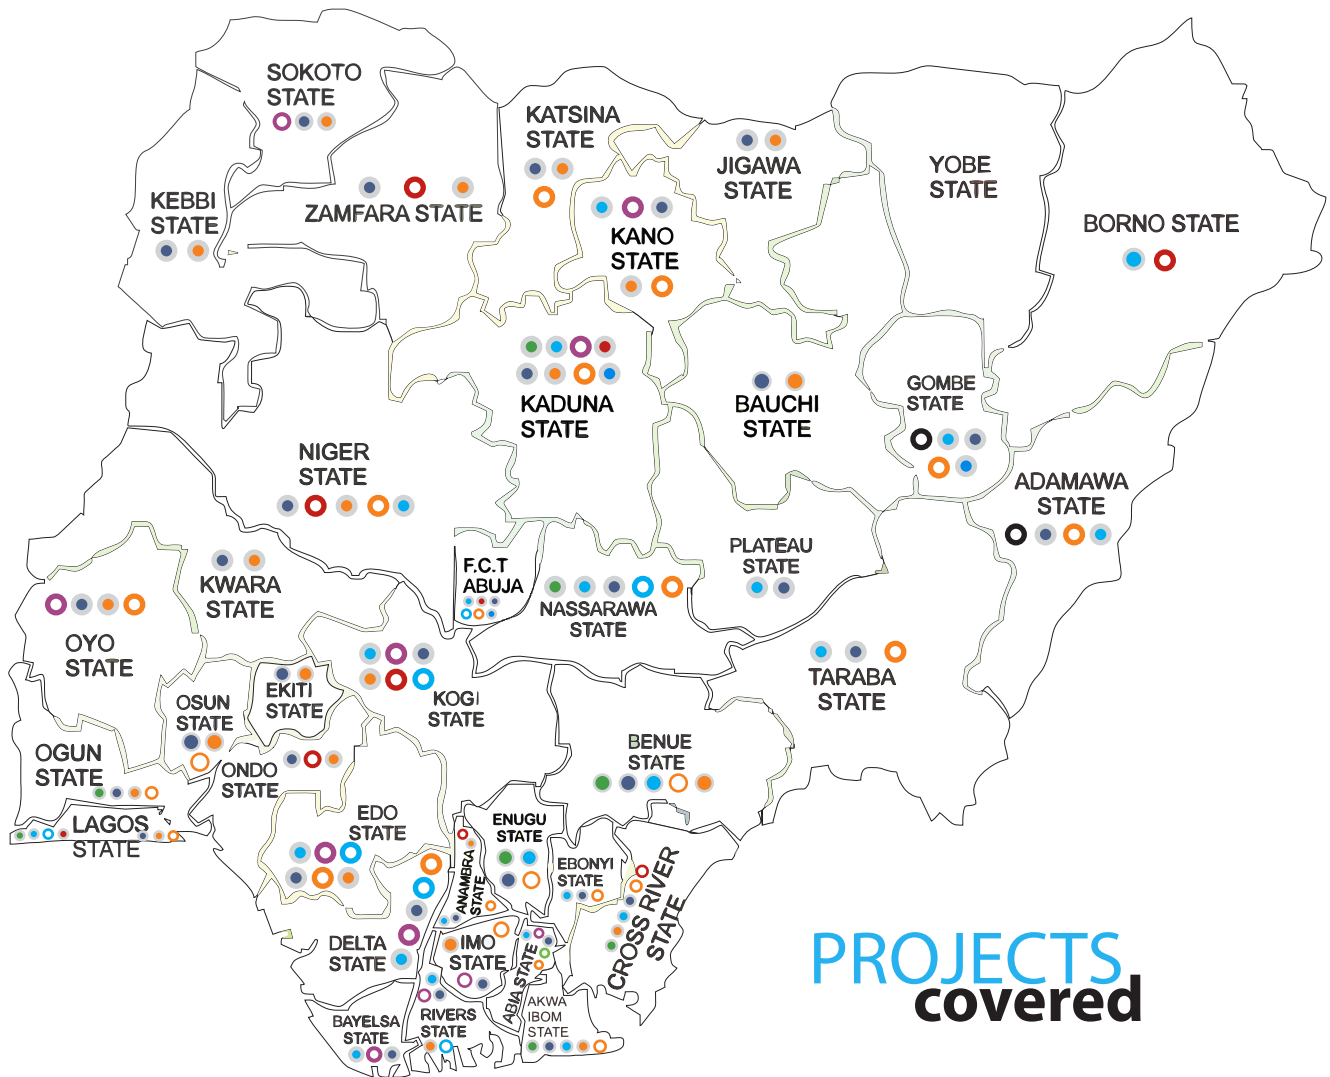 SOKOTO
STATE
KATSINA
STATE
JIGAWA
STATE
YOBE
STATE
KEBBI
STATE
ZAMFARA STATE
KANO
STATE
BORNO STATE
KADUNA
STATE
BAUCHI
STATE
GOMBE
STATE
NIGER
STATE
ADAMAWA
STATE
PLATEAU
STATE
F.C.T
ABUJA
NASSARAWA
STATE
KWARA
STATE
OYO
STATE
TARABA
STATE
EKITI
STATE
KOGI
STATE
OSUN
STATE
OGUN
STATE
ONDO
STATE
BENUE
STATE
LAGOS
STATE
EDO
STATE
ENUGU
STATE
ANAMBRA
STATE
EBONYI
STATE
CROSS RIVER
STATE
DELTA
STATE
IMO
STATE
ABIA STATE
AKWA
IBOM
STATE
RIVERS
STATE
BAYELSA
STATE
PROJECTS
covered